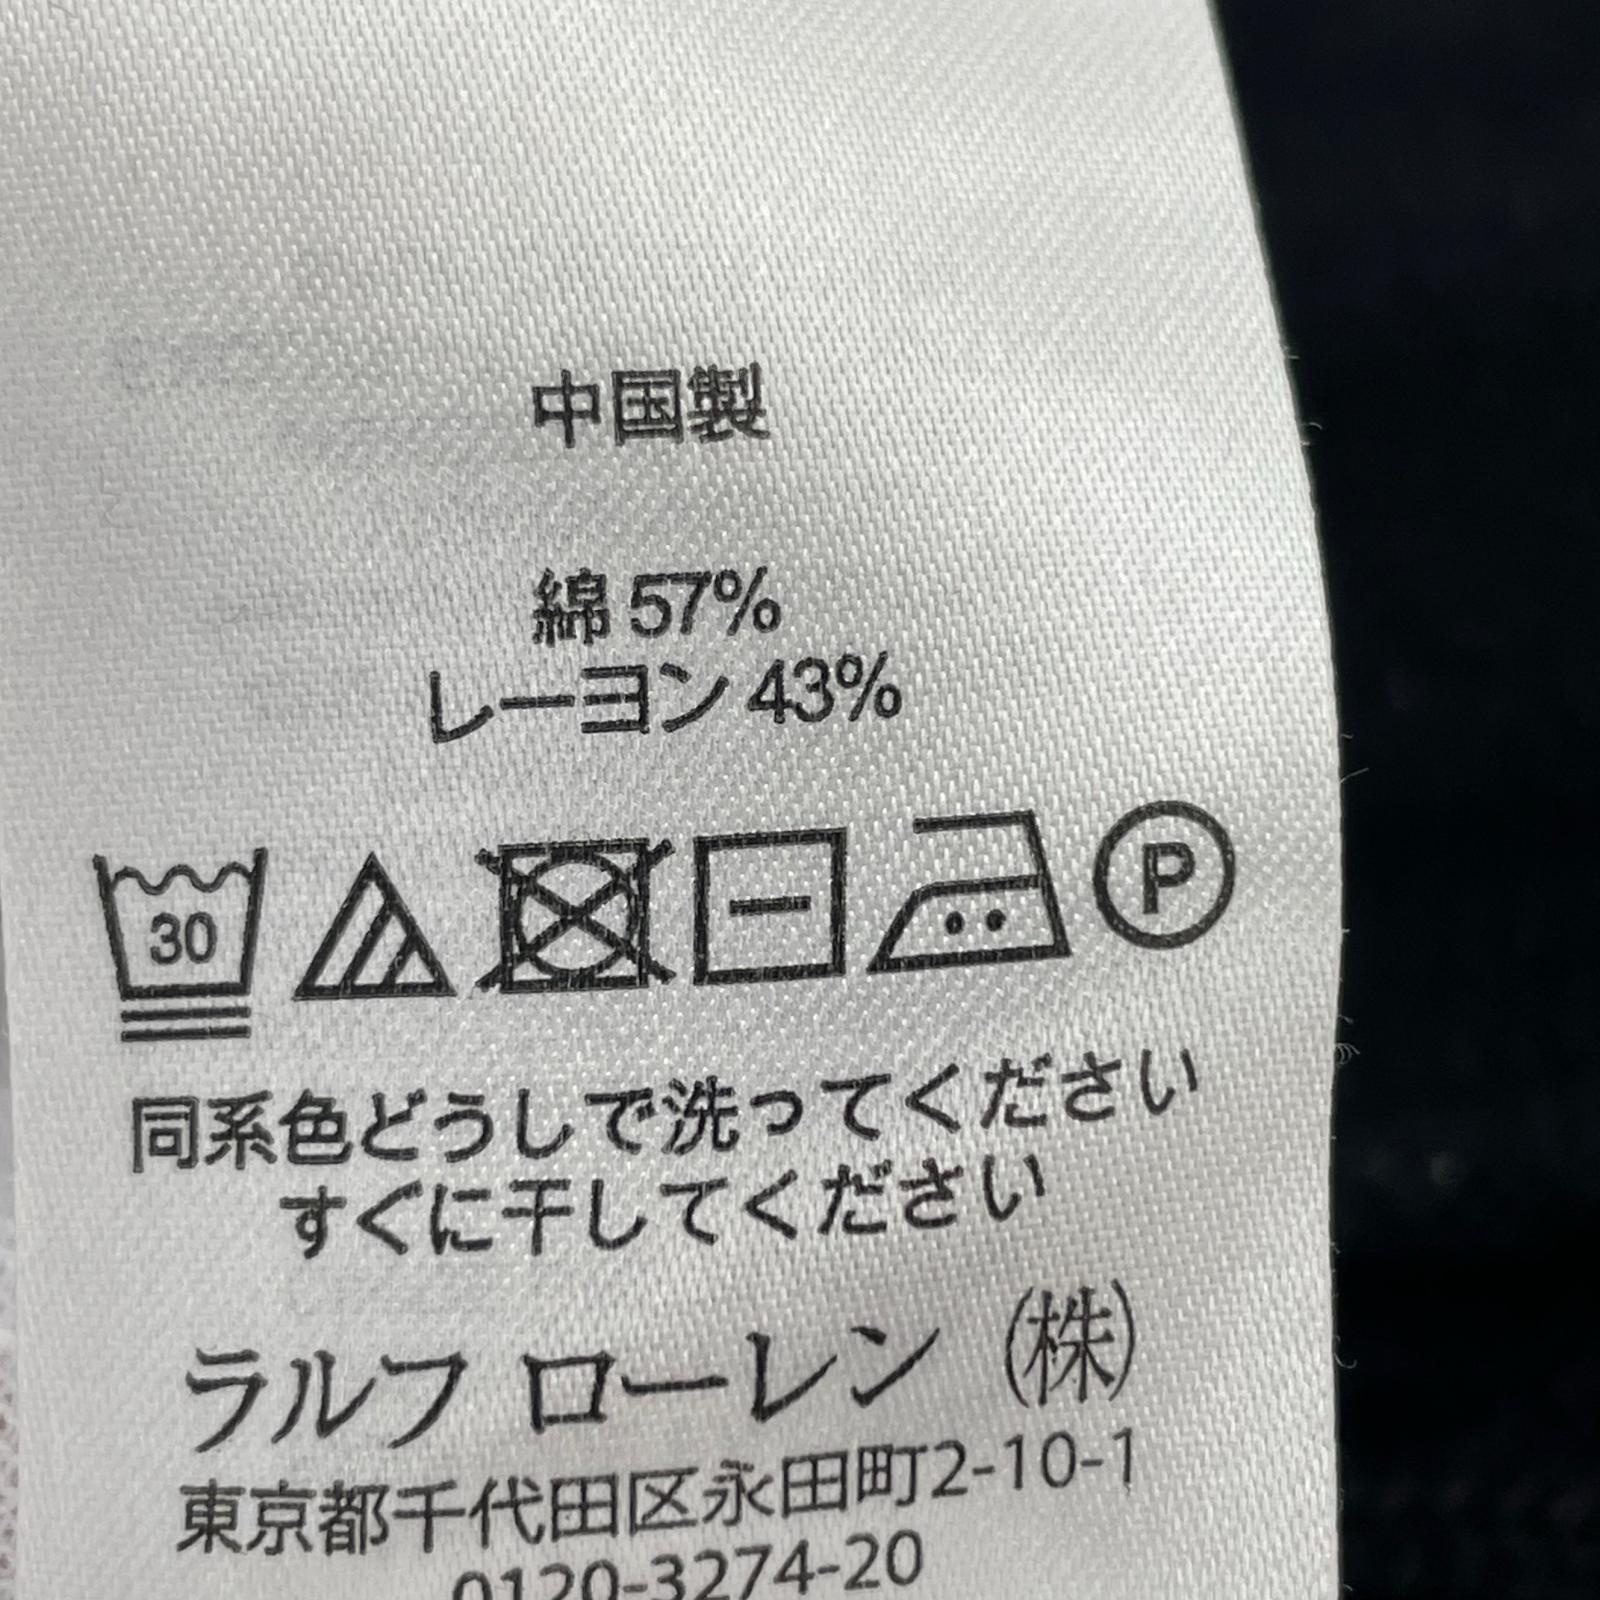 中国製
綿 57%
レーヨン 43%
30 P
同系色どうしで洗ってください
すぐに干してください
ラルフ ローレン (株)
東京都千代田区永田町2-10-1
0120-3274-20